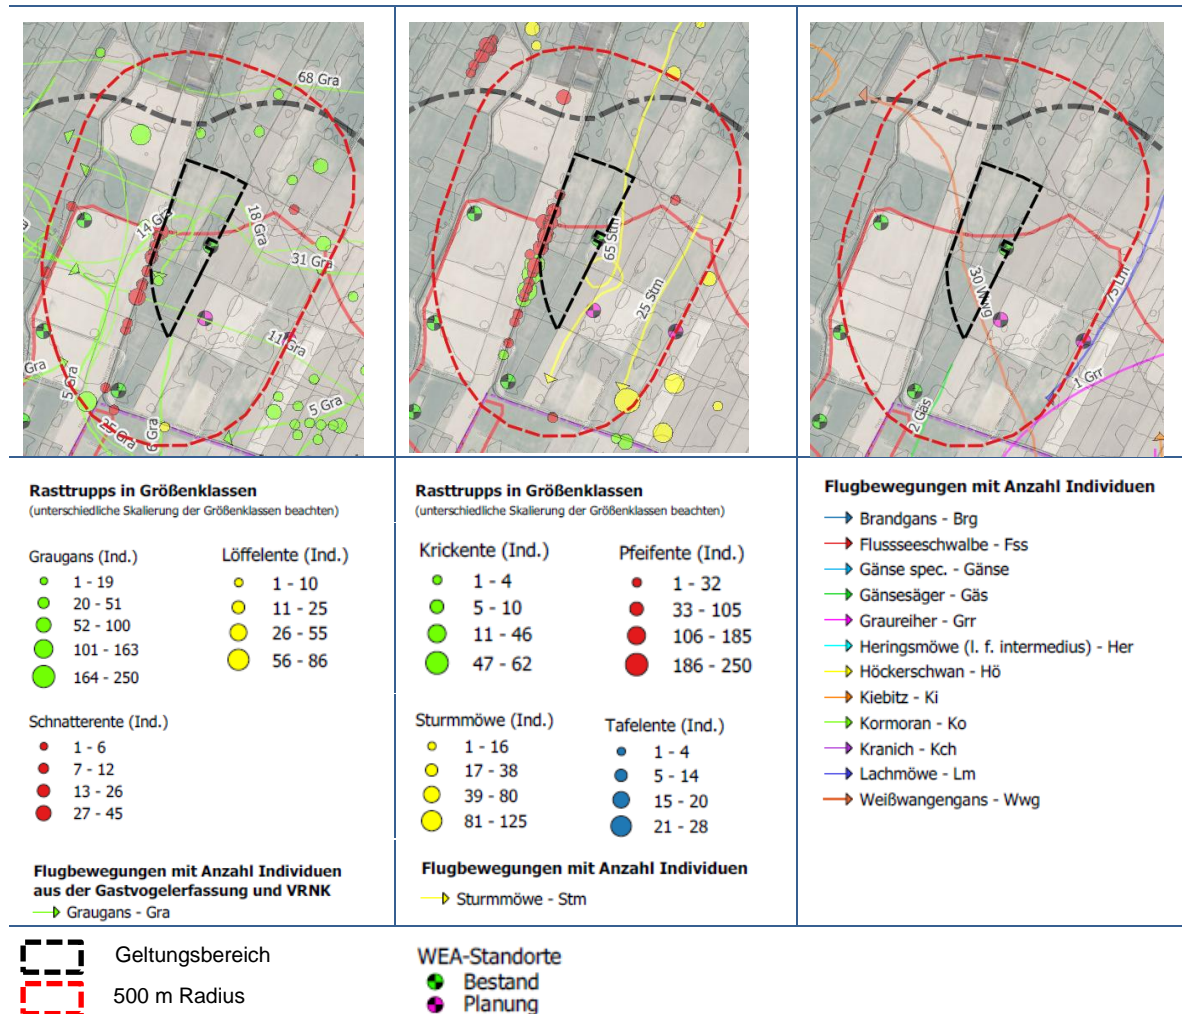 68 Gra
14 Gra
18 Gra
31 Gra
11 Gra
Gra
5 Gra
5 Gra
25 Gra
6 Gra
65 Stm
25 Stm
30 Wwg
75 Lm
1 Grr
2 Gäs
Rasttrupps in Größenklassen
(unterschiedliche Skalierung der Größenklassen beachten)
Graugans (Ind.)
1 - 19
20 - 51
52 - 100
101 - 163
164 - 250
Löffelente (Ind.)
1 - 10
11 - 25
26 - 55
56 - 86
Schnatterente (Ind.)
1 - 6
7 - 12
13 - 26
27 - 45
Flugbewegungen mit Anzahl Individuen
aus der Gastvogelerfassung und VRNK
Graugans - Gra
Rasttrupps in Größenklassen
(unterschiedliche Skalierung der Größenklassen beachten)
Krickente (Ind.)
1 - 4
5 - 10
11 - 46
47 - 62
Pfeifente (Ind.)
1 - 32
33 - 105
106 - 185
186 - 250
Sturmmöwe (Ind.)
1 - 16
17 - 38
39 - 80
81 - 125
Tafelente (Ind.)
1 - 4
5 - 14
15 - 20
21 - 28
Flugbewegungen mit Anzahl Individuen
Sturmmöwe - Stm
Flugbewegungen mit Anzahl Individuen
Brandgans - Brg
Flussseeschwalbe - Fss
Gänse spec. - Gänse
Gänsesäger - Gäs
Graureiher - Grr
Heringsmöwe (l. f. intermedius) - Her
Höckerschwan - Hö
Kiebitz - Ki
Kormoran - Ko
Kranich - Kch
Lachmöwe - Lm
Weißwangengans - Wwg
Geltungsbereich
500 m Radius
WEA-Standorte
Bestand
Planung